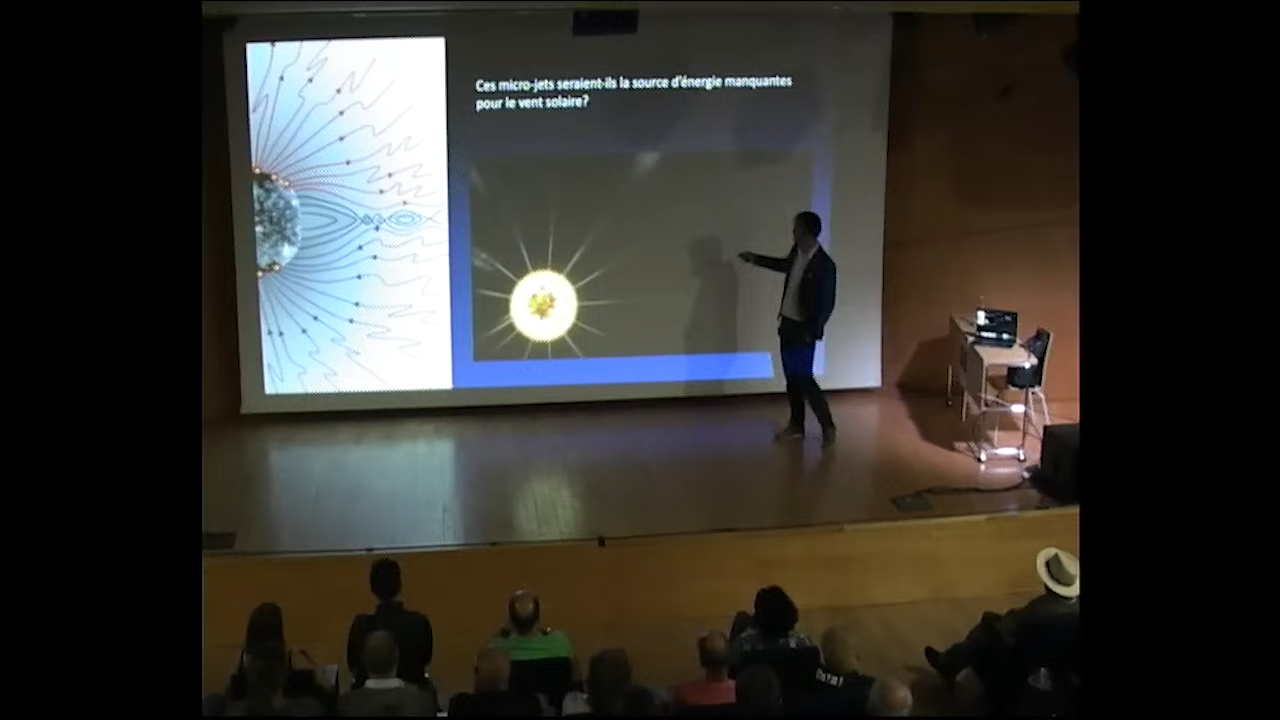 Ces micro-jets seraient-ils la source d'énergie manquantes
pour le vent solaire?